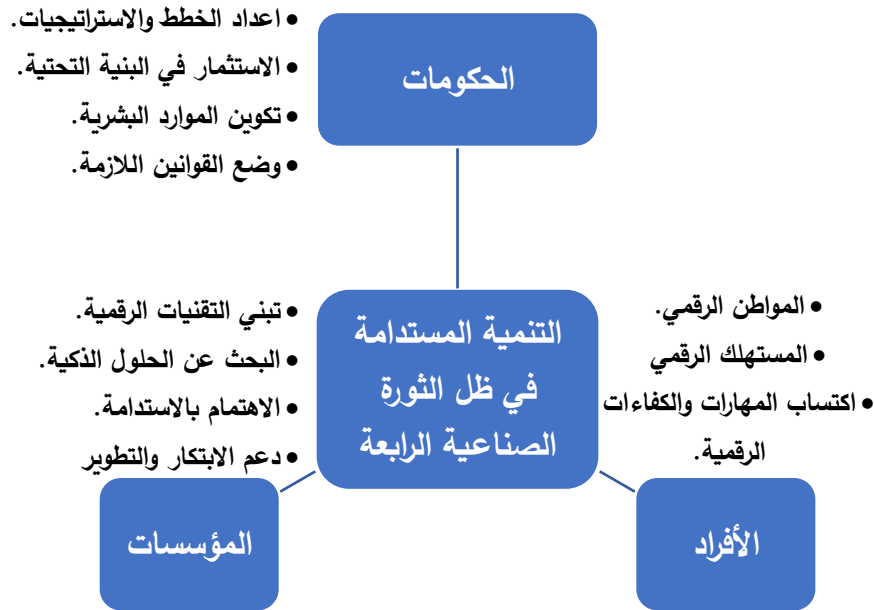 الحكومات
• اعداد الخطط والاستراتيجيات.
• الاستثمار في البنية التحتية.
• تكوين الموارد البشرية.
• وضع القوانين اللازمة.
التنمية المستدامة
في ظل الثورة
الصناعية الرابعة
• المواطن الرقمي.
• المستهلك الرقمي
• اكتساب المهارات والكفاءات
الرقمية.
الأفراد
• تبني التقنيات الرقمية.
• البحث عن الحلول الذكية.
• الاهتمام بالاستدامة.
• دعم الابتكار والتطوير
المؤسسات